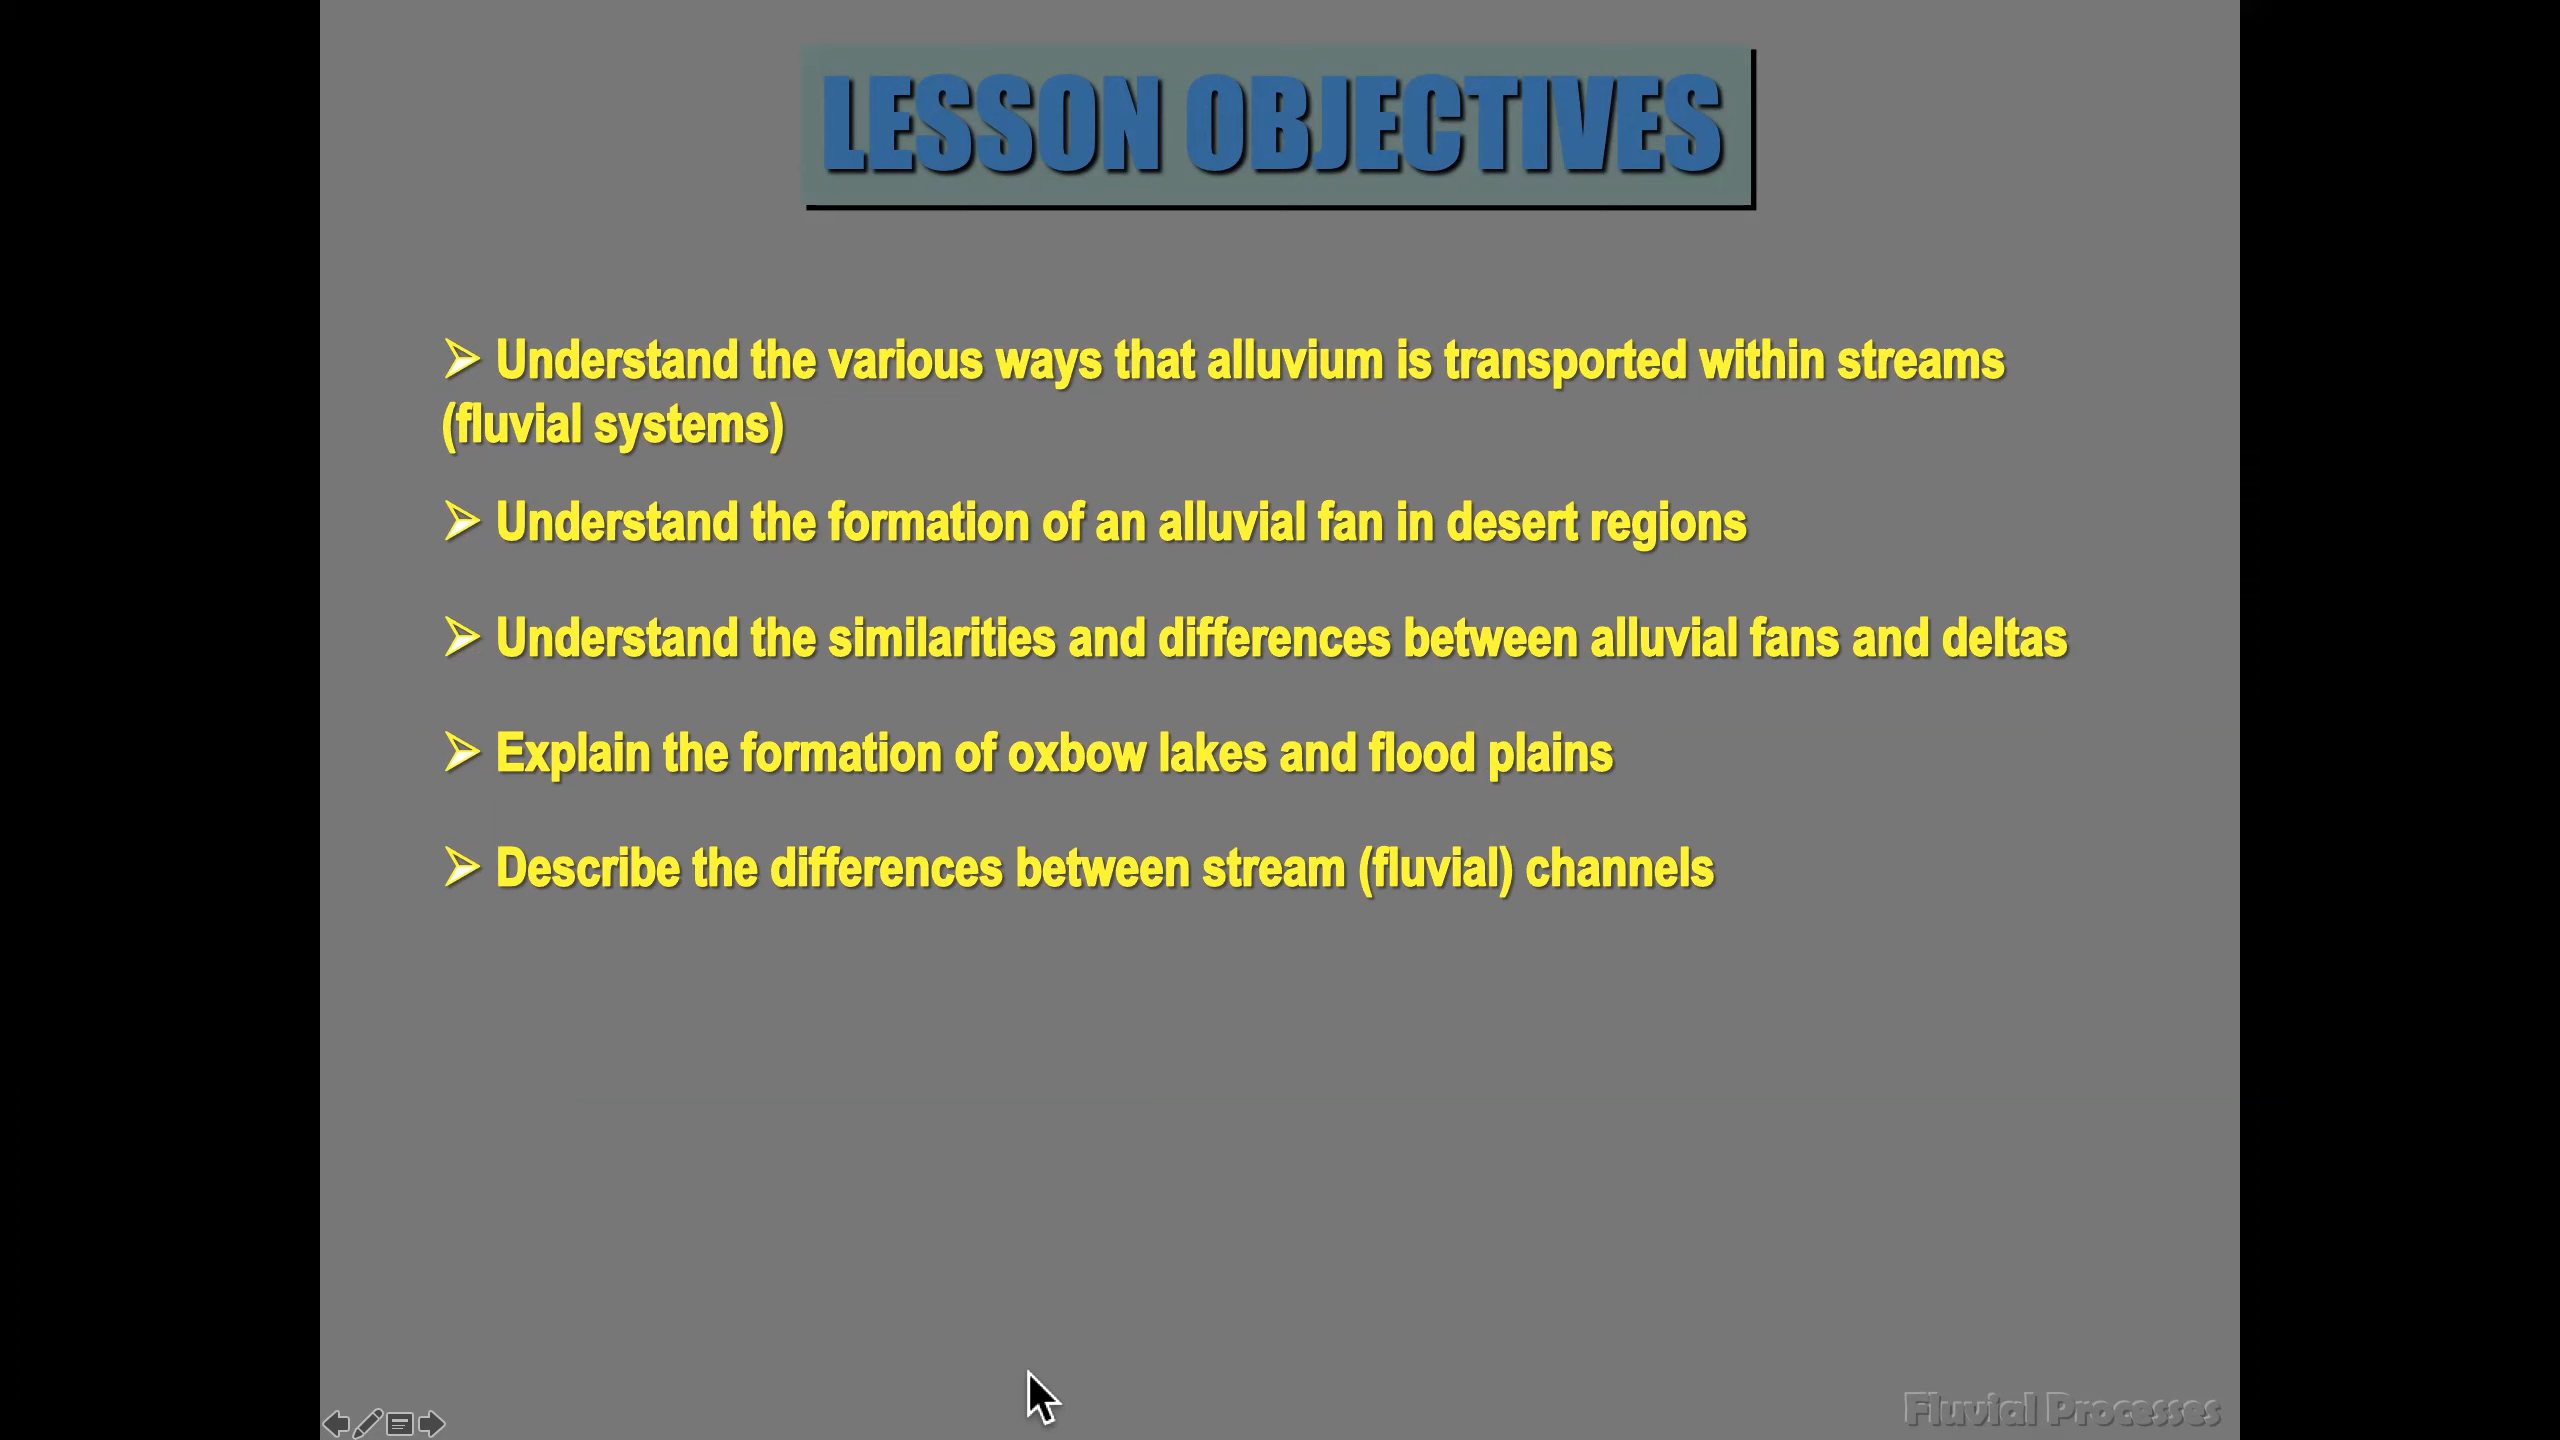 LESSON OBJECTIVES
➢ Understand the various ways that alluvium is transported within streams
(fluvial systems)
➢ Understand the formation of an alluvial fan in desert regions
➢ Understand the similarities and differences between alluvial fans and deltas
➢ Explain the formation of oxbow lakes and flood plains
➢ Describe the differences between stream (fluvial) channels
Fluvial Processes